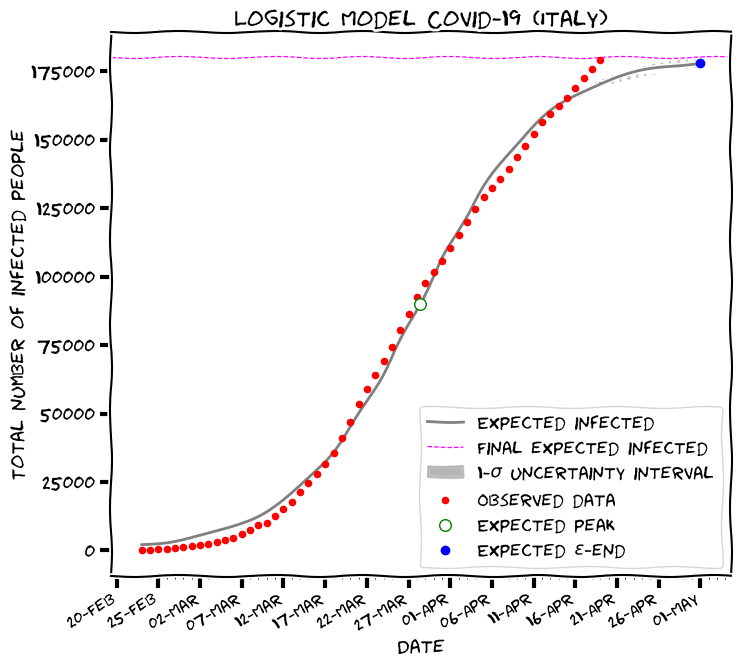 LOGISTIC MODEL COVID-19 (ITALY)
TOTAL NUMBER OF INFECTED PEOPLE
175000
150000
125000
100000
75000
50000
25000
0
EXPECTED INFECTED
FINAL EXPECTED INFECTED
1-σ UNCERTAINTY INTERVAL
OBSERVED DATA
EXPECTED PEAK
EXPECTED ε-END
20-FEB 25-FEB 02-MAR 07-MAR 12-MAR 17-MAR 22-MAR 27-MAR 01-APR 06-APR 11-APR 16-APR 21-APR 26-APR 01-MAY
DATE